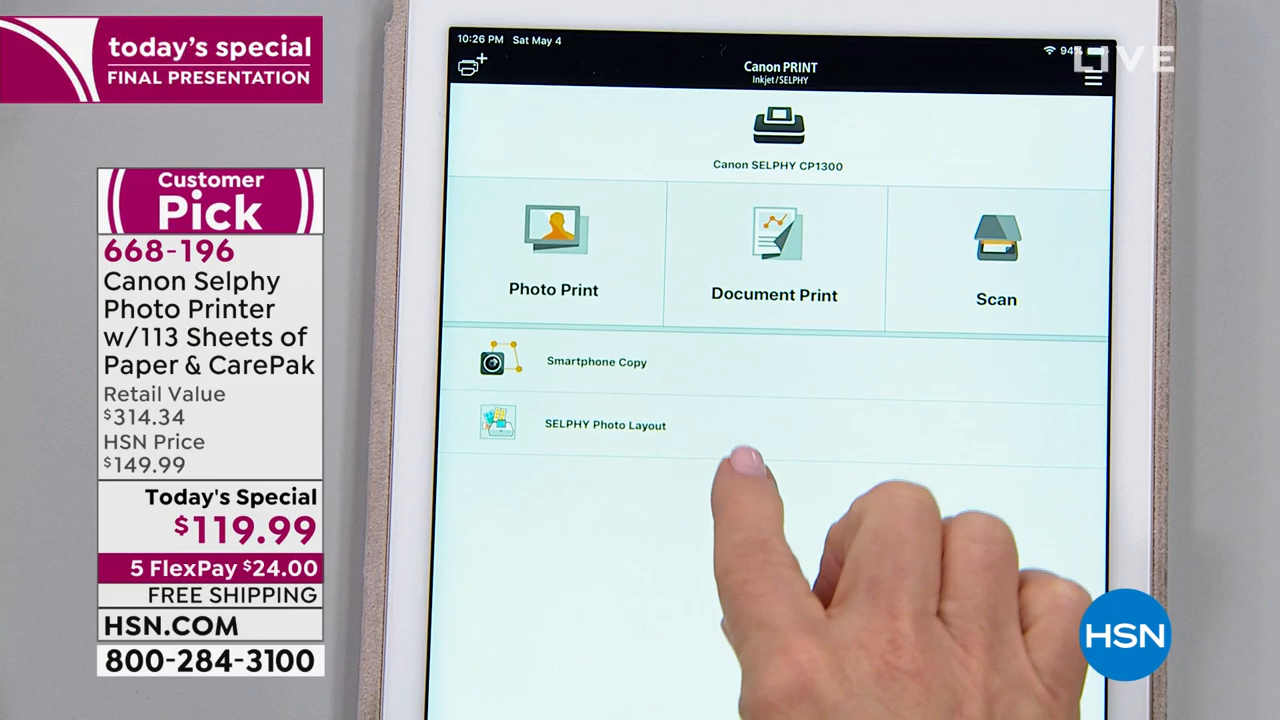 today's special
FINAL PRESENTATION
Customer
Pick
668-196
Canon Selphy
Photo Printer
w/113 Sheets of
Paper & CarePak
Retail Value
$314.34
HSN Price
$149.99
Today's Special
$119.99
5 FlexPay $24.00
FREE SHIPPING
HSN.COM
800-284-3100
10:26 PM Sat May 4
94%
LIVE
Canon PRINT
Inkjet/SELPHY
Canon SELPHY CP1300
Photo Print
Document Print
Scan
Smartphone Copy
SELPHY Photo Layout
HSN